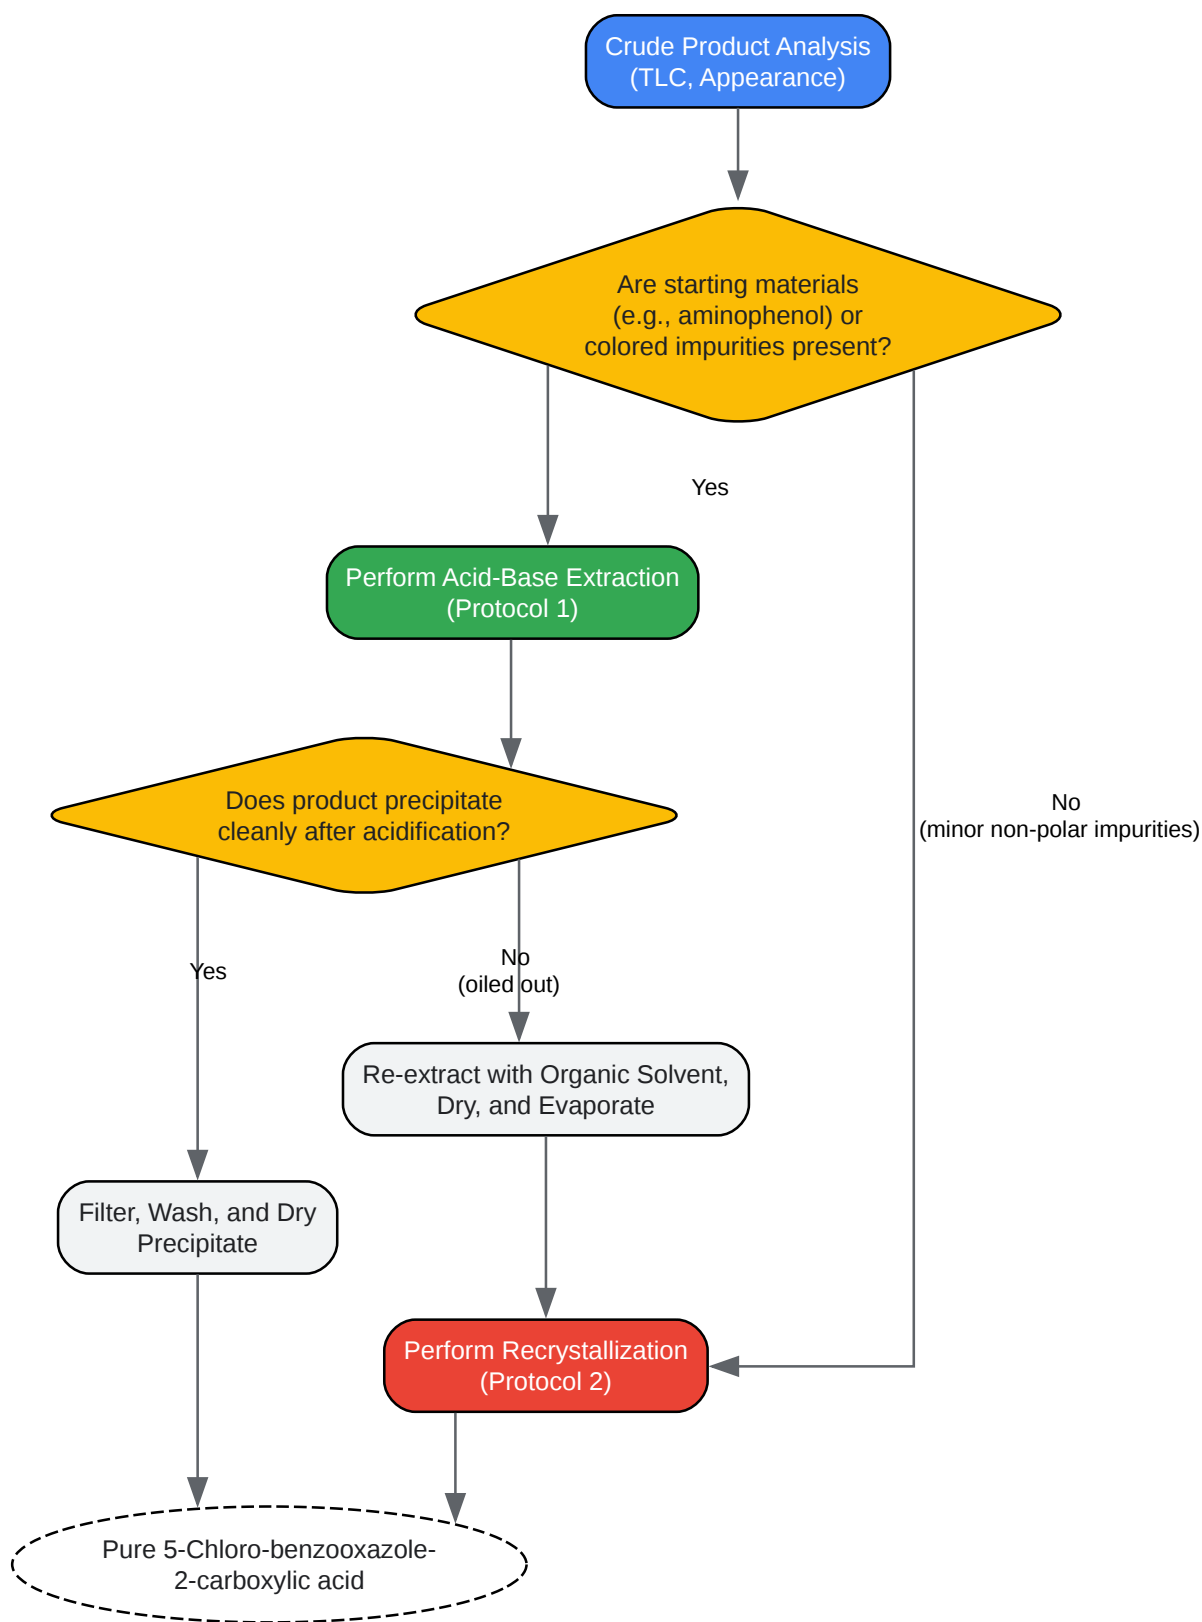 Crude Product Analysis
(TLC, Appearance)
Are starting materials
(e.g., aminophenol) or
colored impurities present?
Yes
Perform Acid-Base Extraction
(Protocol 1)
Does product precipitate
cleanly after acidification?
No
(minor non-polar impurities)
Yes
No
(oiled out)
Re-extract with Organic Solvent,
Dry, and Evaporate
Filter, Wash, and Dry
Precipitate
Perform Recrystallization
(Protocol 2)
Pure 5-Chloro-benzooxazole-
2-carboxylic acid